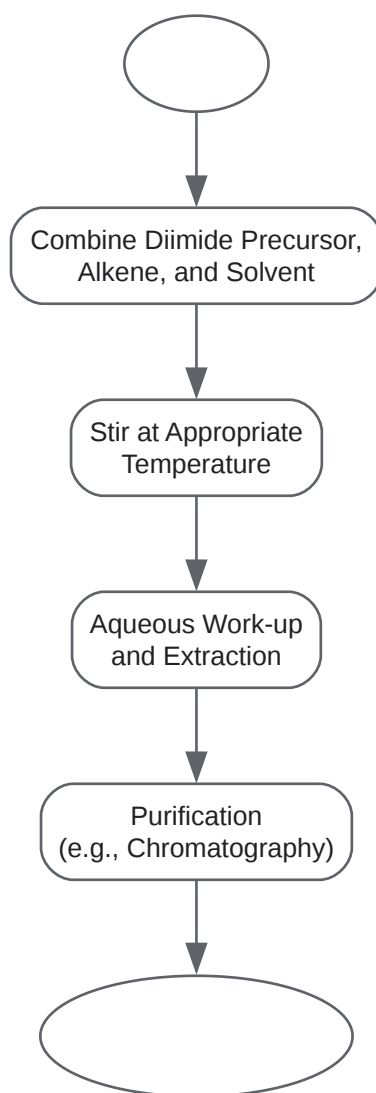 Combine Diimide Precursor,
Alkene, and Solvent
Stir at Appropriate
Temperature
Aqueous Work-up
and Extraction
Purification
(e.g., Chromatography)